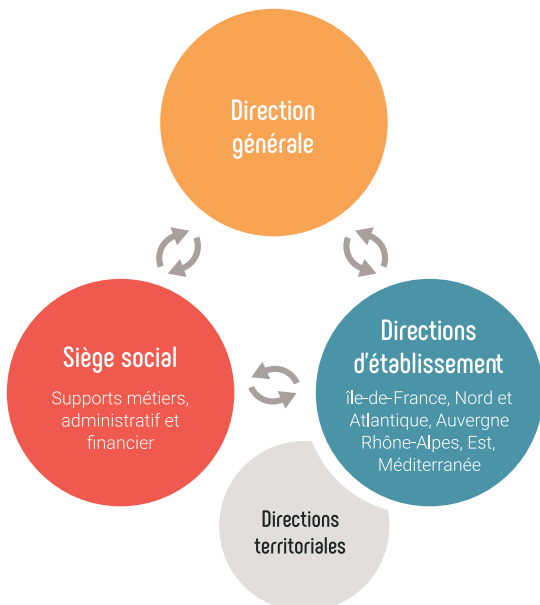 Direction
générale
Siège social
Supports métiers,
administratif et
financier
Directions
d'établissement
île-de-France, Nord et
Atlantique, Auvergne
Rhône-Alpes, Est,
Méditerranée
Directions
territoriales